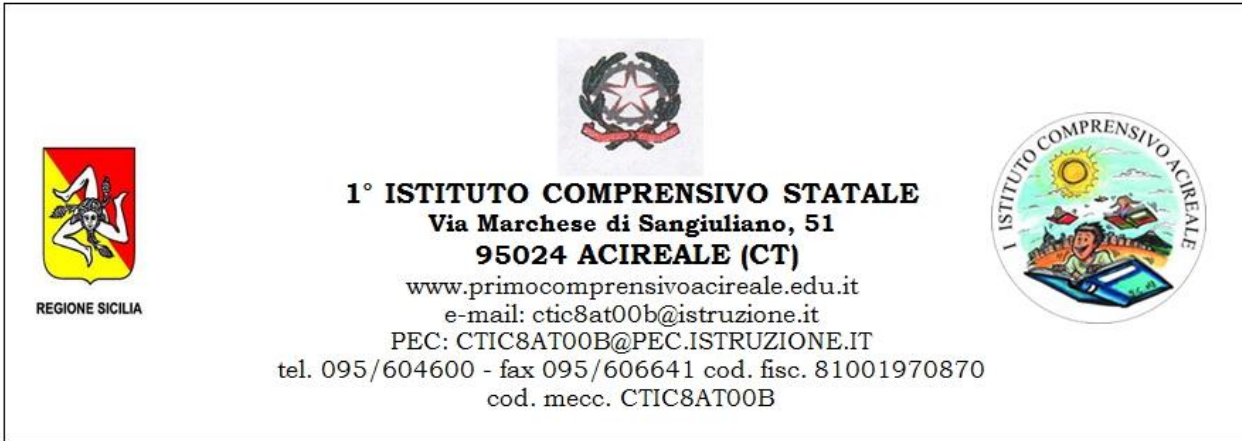 1° ISTITUTO COMPRENSIVO STATALE
Via Marchese di Sangiuliano, 51
95024 ACIREALE (CT)
www.primocomprensivoacireale.edu.it
e-mail: ctic8at00b@istruzione.it
PEC: CTIC8AT00B@PEC.ISTRUZIONE.IT
tel. 095/604600 - fax 095/606641 cod. fisc. 81001970870
cod. mecc. CTIC8AT00B
REGIONE SICILIA
I ISTITUTO COMPRENSIVO ACIREALE